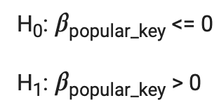 H₀: βpopular_key <= 0
H₁: βpopular_key > 0